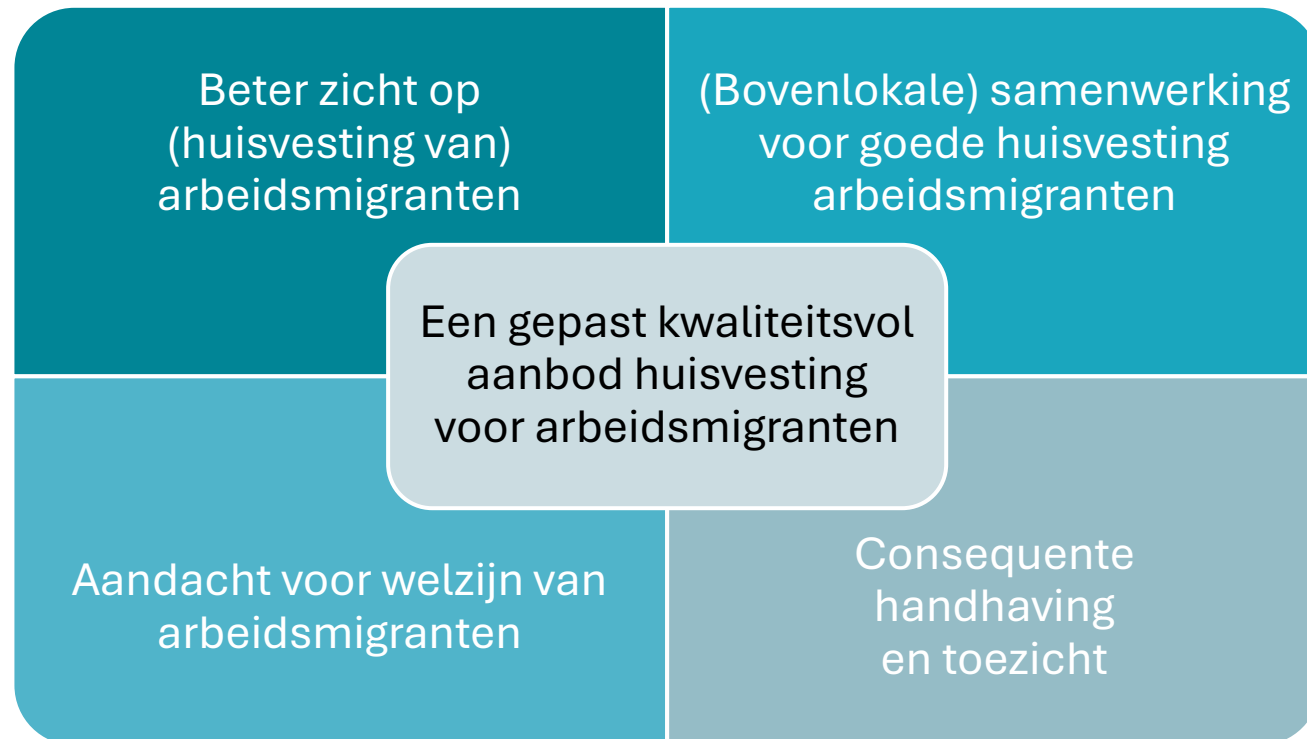 Beter zicht op
(huisvesting van)
arbeidsmigranten
(Bovenlokale) samenwerking
voor goede huisvesting
arbeidsmigranten
Een gepast kwaliteitsvol
aanbod huisvesting
voor arbeidsmigranten
Aandacht voor welzijn van
arbeidsmigranten
Consequente
handhaving
en toezicht